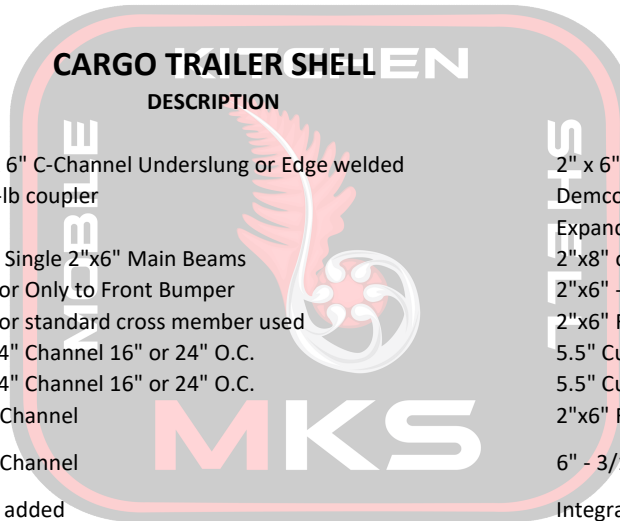 CARGO TRAILER SHELL
DESCRIPTION
KITCHEN
MOBILE
SHELL
6" C-Channel Underslung or Edge welded 2" x 6"
-lb coupler Demco
Expand
Single 2"x6" Main Beams 2"x8"
or Only to Front Bumper 2"x6" -
or standard cross member used 2"x6"
4" Channel 16" or 24" O.C. 5.5"
4" Channel 16" or 24" O.C. 5.5"
Channel 2"x6"
Channel 6" - 3/
added
MKS